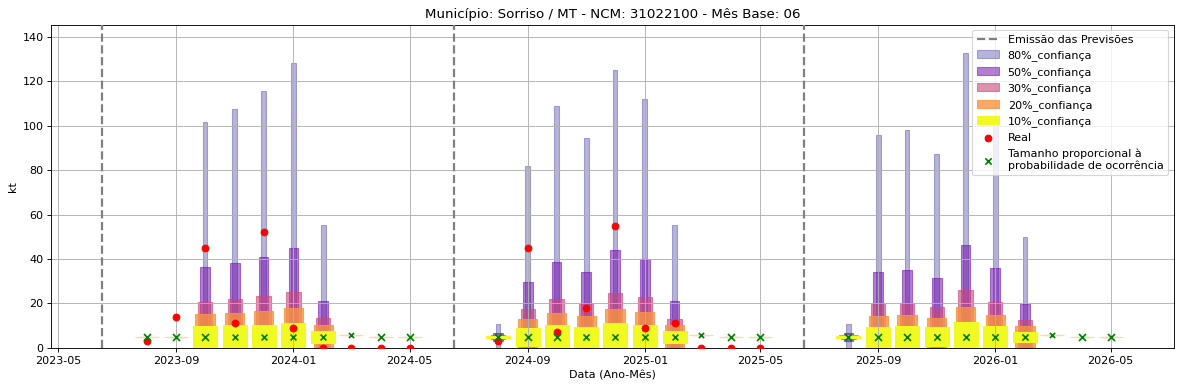 Município: Sorriso / MT - NCM: 31022100 - Mês Base: 06
140
120
100
80
60
40
20
0
kt
Emissão das Previsões
80%_confiança
50%_confiança
30%_confiança
20%_confiança
10%_confiança
Real
Tamanho proporcional à
probabilidade de ocorrência
2023-05
2023-09
2024-01
2024-05
2024-09
2025-01
2025-05
2025-09
2026-01
2026-05
Data (Ano-Mês)